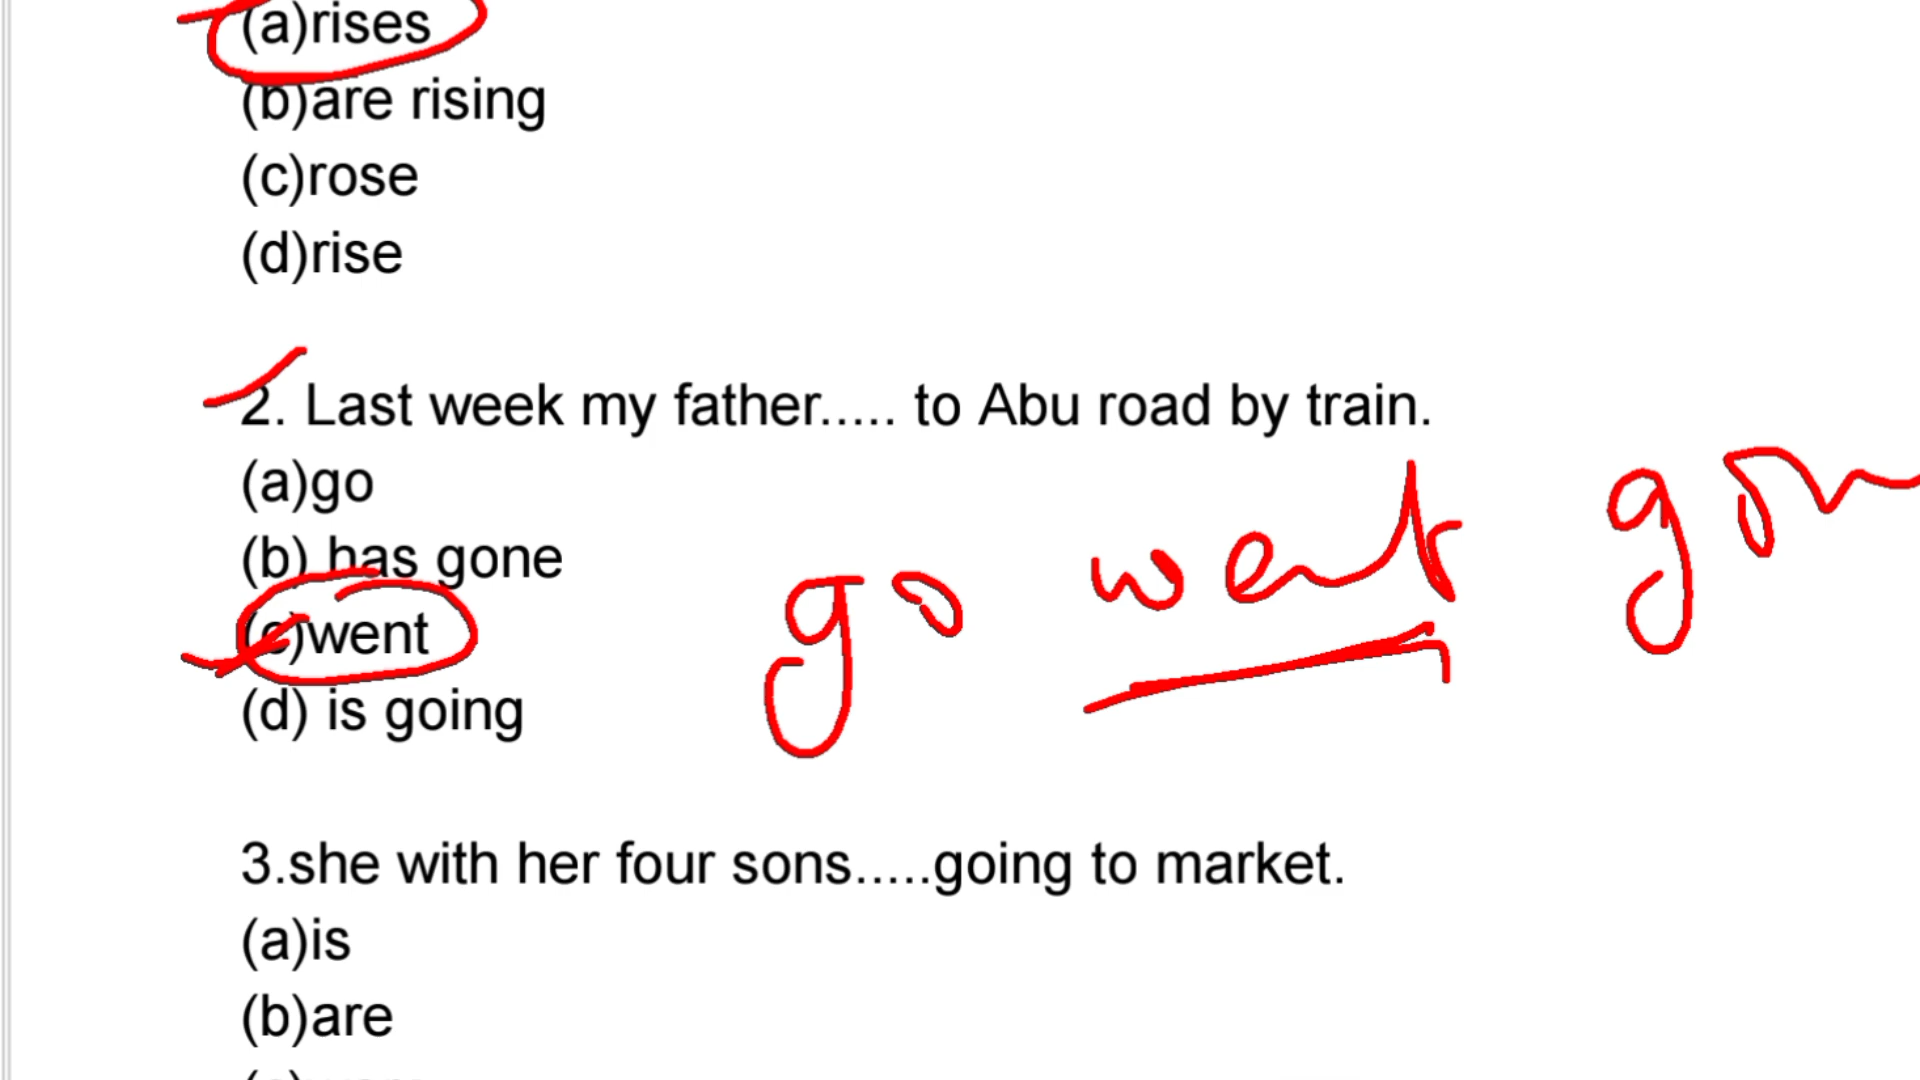 (a)rises
(b)are rising
(c)rose
(d)rise
2. Last week my father..... to Abu road by train.
(a)go
(b) has gone
(c)went
(d) is going
go went
3.she with her four sons.....going to market.
(a)is
(b)are